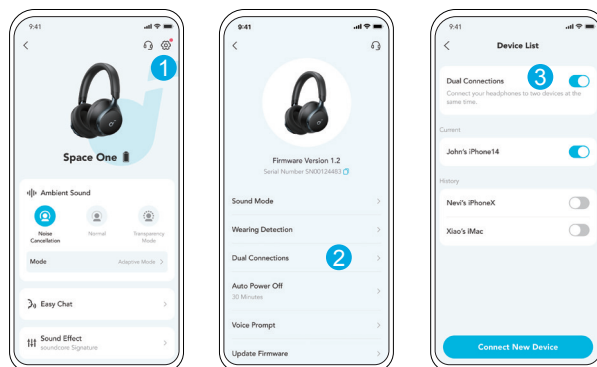 9:41
1
Space One
Ambient Sound
Noise Cancellation
Normal
Transparency Mode
Mode
Adaptive Mode >
Easy Chat >
Sound Effect >
soundcore Signature
9:41
Firmware Version 1.2
Serial Number SN00124483
Sound Mode >
Wearing Detection >
Dual Connections 2 >
Auto Power Off >
30 Minutes
Voice Prompt >
Update Firmware >
9:41
Device List
Dual Connections 3
Connect your headphones to two devices at the
same time.
Current
John's iPhone14
History
Nevi's iPhoneX
Xiao's iMac
Connect New Device